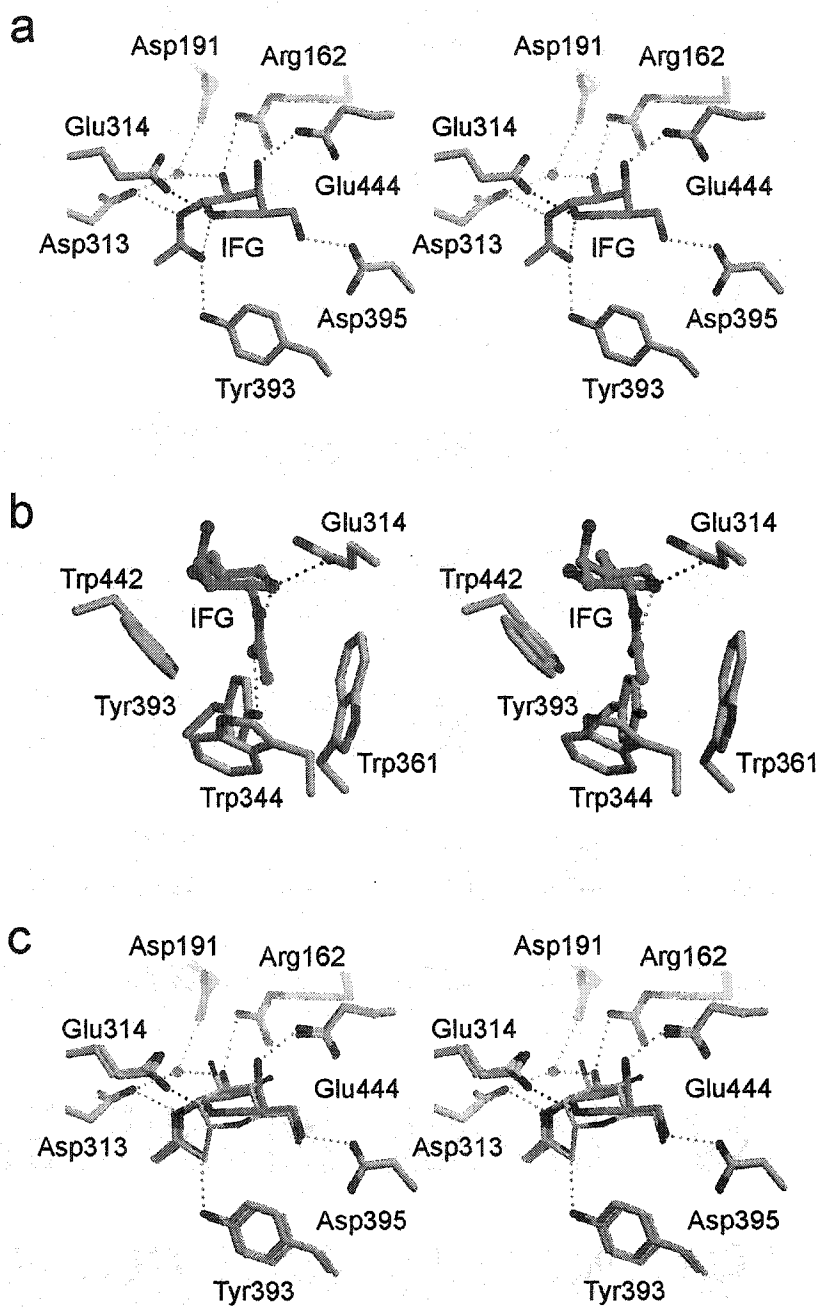 a
Asp191 Arg162 Asp191 Arg162
Glu314 Glu314
Glu444 Glu444
Asp313 IFG Asp313 IFG
Asp395 Asp395
Tyr393 Tyr393
b
Glu314 Glu314
Trp442 Trp442
IFG IFG
Tyr393 Tyr393
Trp361 Trp361
Trp344 Trp344
c
Asp191 Arg162 Asp191 Arg162
Glu314 Glu314
Glu444 Glu444
Asp313 Asp313
Asp395 Asp395
Tyr393 Tyr393